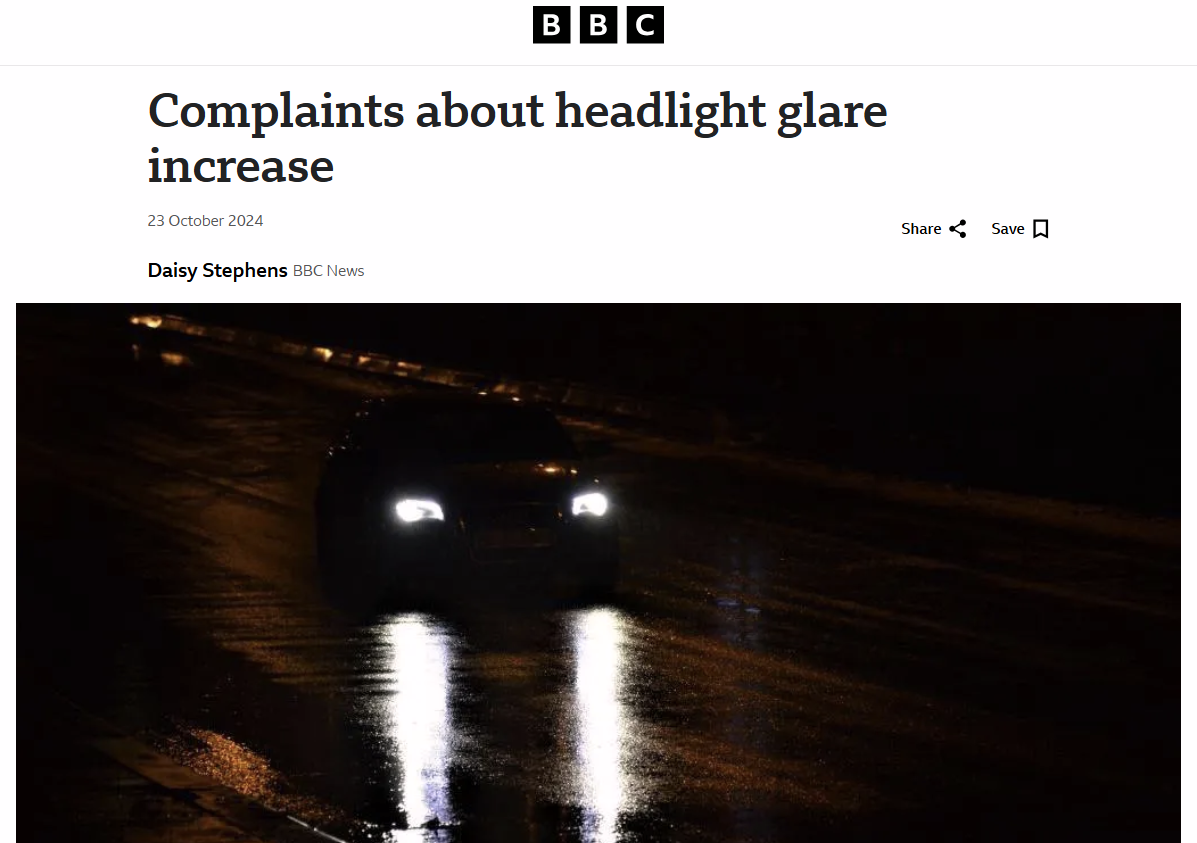 BBC
Complaints about headlight glare
increase
23 October 2024
Share Save
Daisy Stephens BBC News